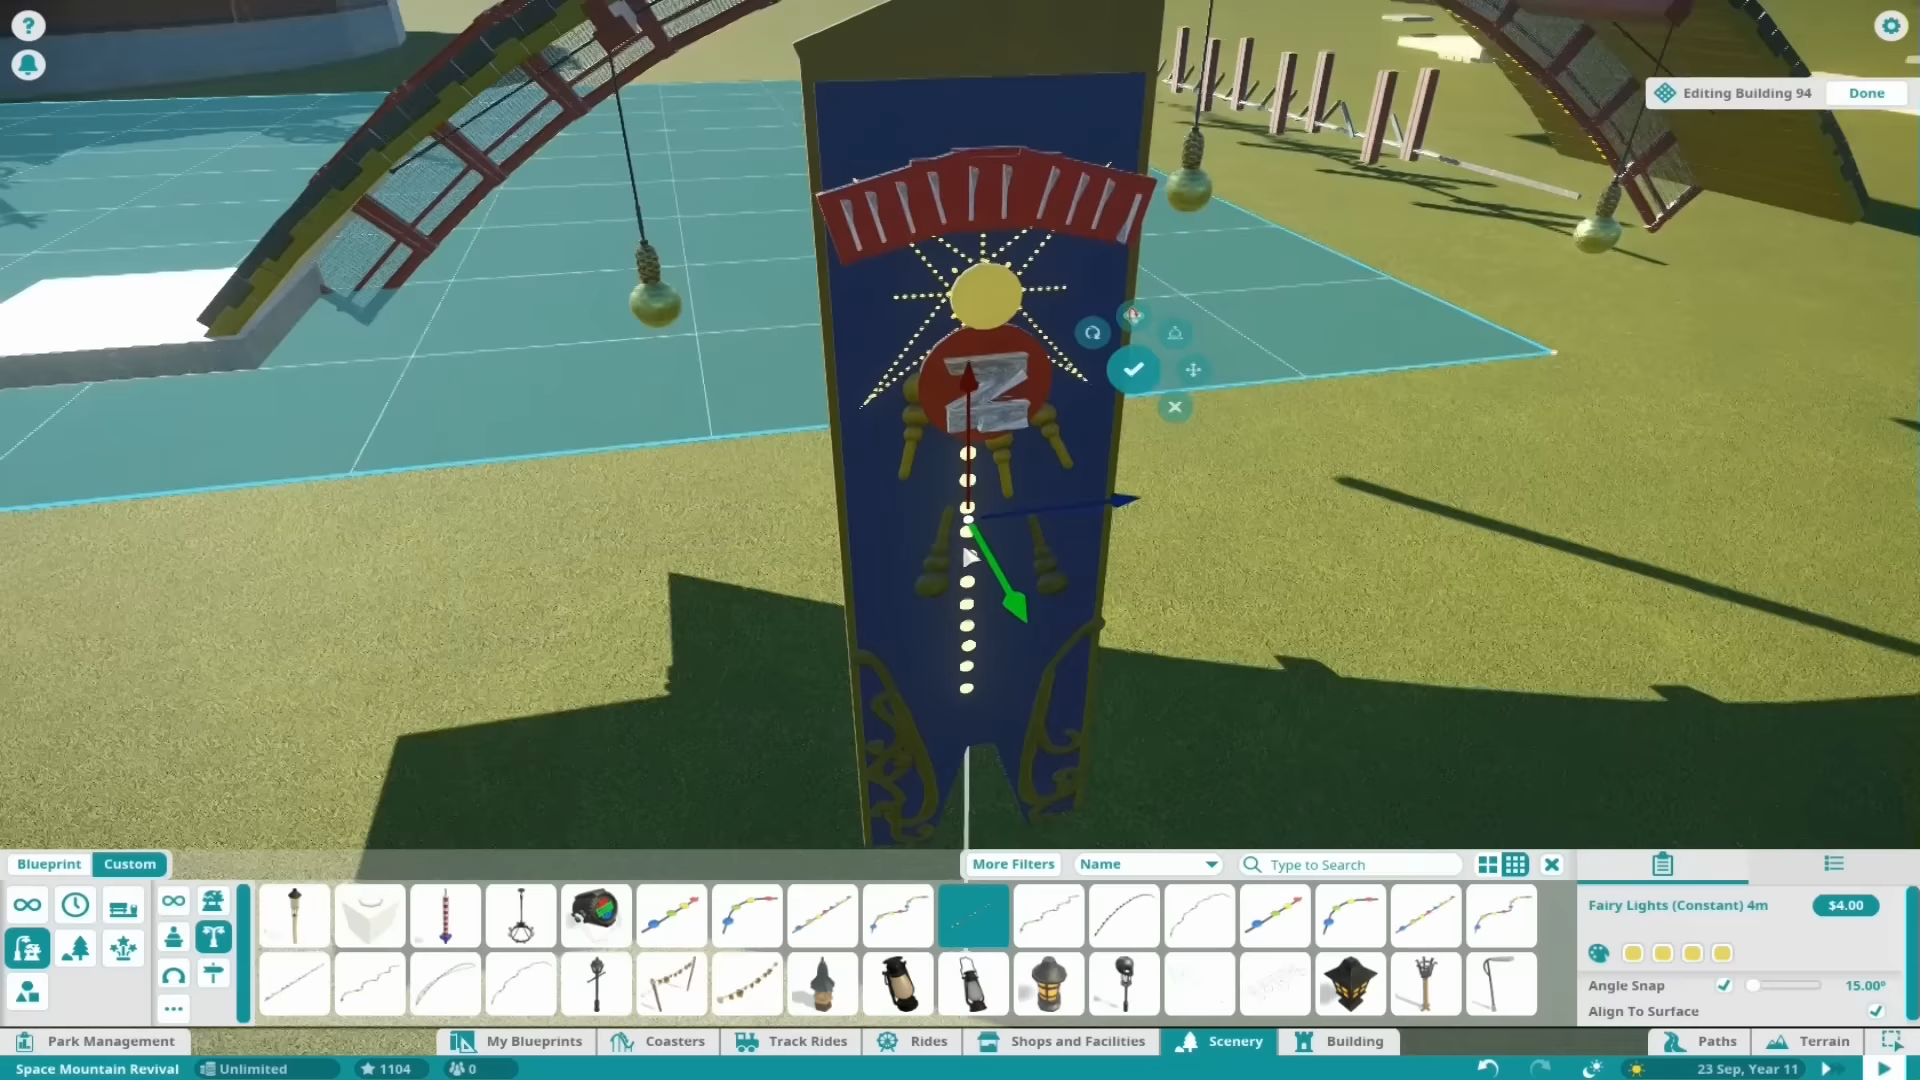 ?
Editing Building 94
Done
Z
Blueprint
Custom
More Filters
Name
Type to Search
Fairy Lights (Constant) 4m
$4.00
Angle Snap
15.00°
Align To Surface
Park Management
My Blueprints
Coasters
Track Rides
Rides
Shops and Facilities
Scenery
Building
Paths
Terrain
Space Mountain Revival
Unlimited
1104
0
23 Sep, Year 11